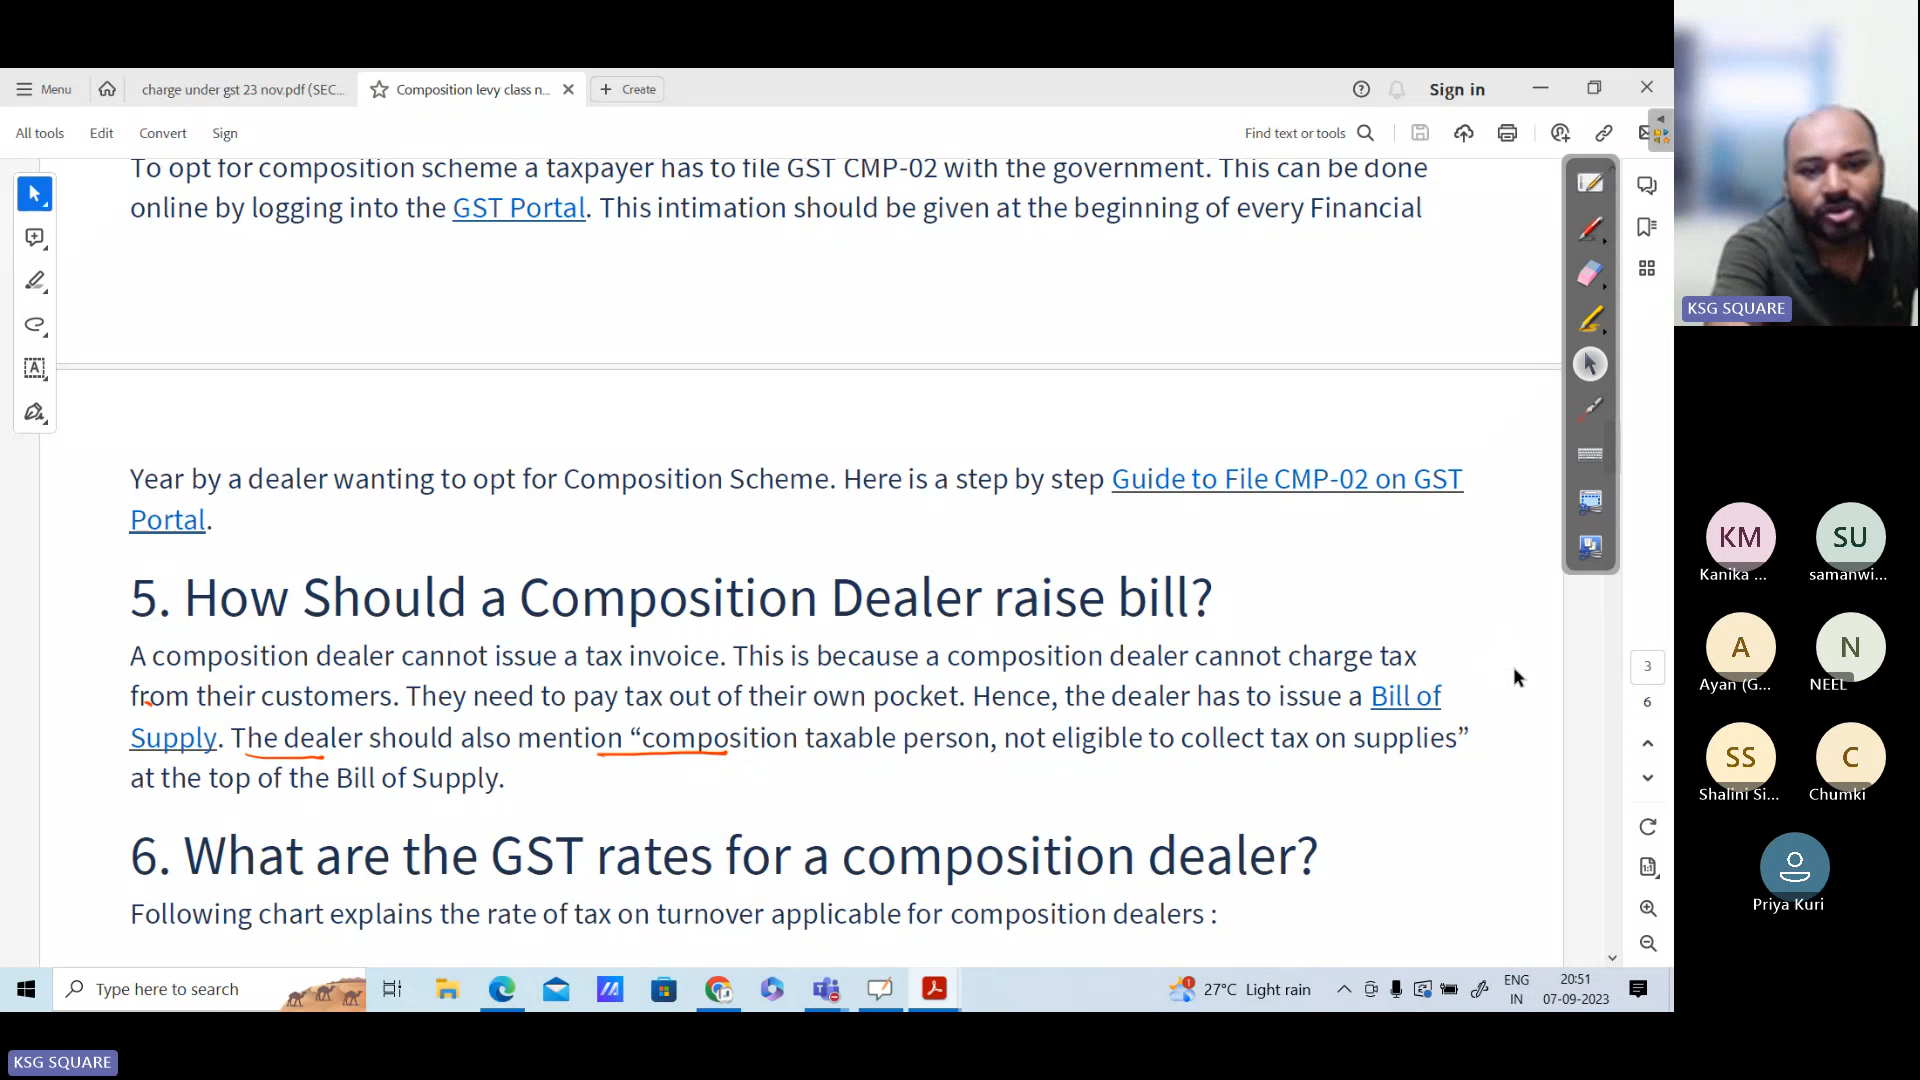 Menu
charge under gst 23 nov.pdf (SEC...
Composition levy class n...
Create
Sign in
All tools
Edit
Convert
Sign
Find text or tools
To opt for composition scheme a taxpayer has to file GST CMP-02 with the government. This can be done
online by logging into the GST Portal. This intimation should be given at the beginning of every Financial
Year by a dealer wanting to opt for Composition Scheme. Here is a step by step Guide to File CMP-02 on GST
Portal.
5. How Should a Composition Dealer raise bill?
A composition dealer cannot issue a tax invoice. This is because a composition dealer cannot charge tax
from their customers. They need to pay tax out of their own pocket. Hence, the dealer has to issue a Bill of
Supply. The dealer should also mention “composition taxable person, not eligible to collect tax on supplies”
at the top of the Bill of Supply.
6. What are the GST rates for a composition dealer?
Following chart explains the rate of tax on turnover applicable for composition dealers :
3
6
KSG SQUARE
KM
Kanika ...
SU
samanwi...
A
Ayan (G...
N
NEEL
SS
Shalini Si...
C
Chumki
Priya Kuri
Type here to search
27°C Light rain
ENG
IN
20:51
07-09-2023
KSG SQUARE